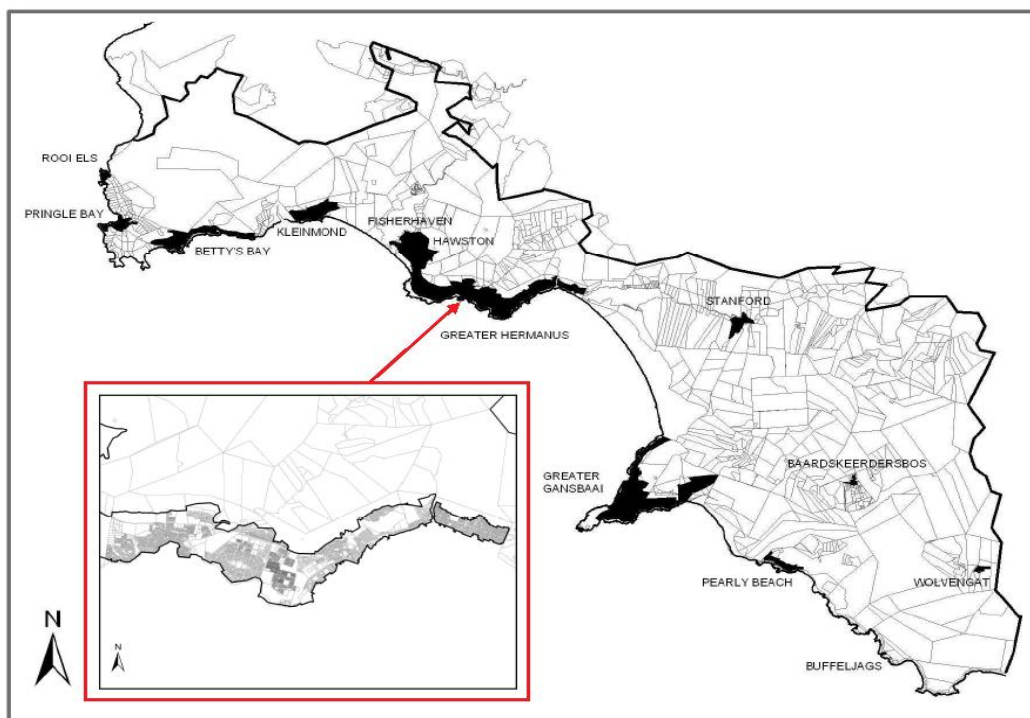 ROOI ELS
PRINGLE BAY
BETTY'S BAY
KLEINMOND
FISHERHAVEN
HAWSTON
GREATER HERMANUS
STANFORD
GREATER
GANSBAAI
BAARDSKEERDERSBOS
PEARLY BEACH
WOLVENGAT
BUFFELJAGS
N
N